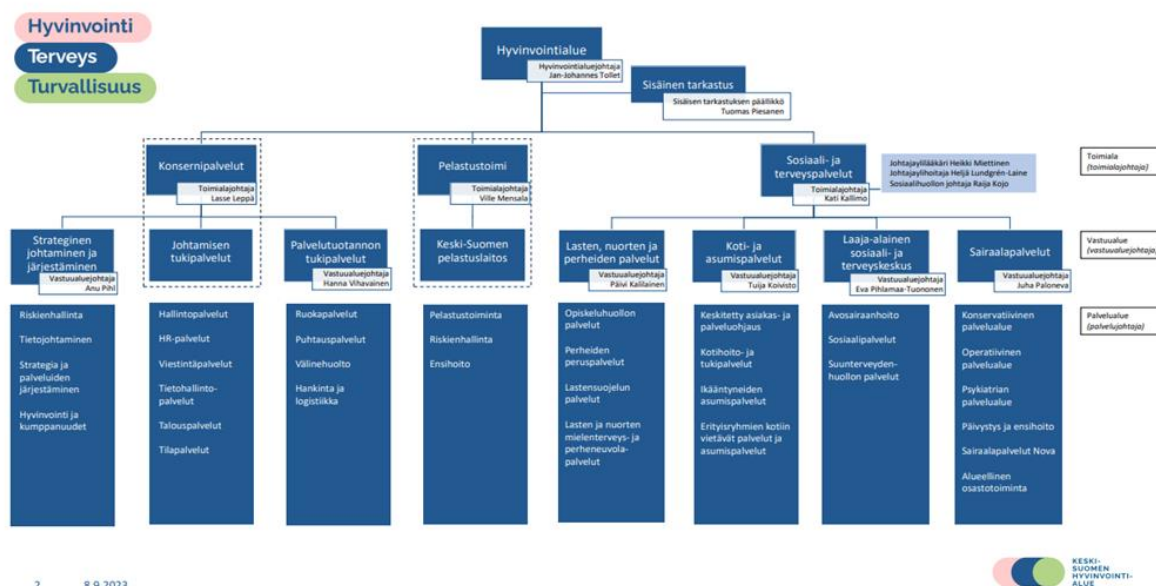 Hyvinvointi
Terveys
Turvallisuus
Hyvinvointialue
Hyvinvointialuejohtaja
Jan-Johannes Tollet
Sisäinen tarkastus
Sisäisen tarkastuksen päällikkö
Tuomas Piesanen
Konsernipalvelut
Toimialajohtaja
Lasse Leppä
Pelastustoimi
Toimialajohtaja
Ville Mensala
Sosiaali- ja
terveyspalvelut
Toimialajohtaja
Kati Kallimo
Johtajaylilääkäri Heikki Miettinen
Johtajaylihoitaja Heljä Lundgrén-Laine
Sosiaalihuollon johtaja Raija Kojo
Toimiala
(toimialajohtaja)
Strateginen
johtaminen ja
järjestäminen
Vastuualuejohtaja
Anu Pihl
Johtamisen
tukipalvelut
Palvelutuotannon
tukipalvelut
Vastuualuejohtaja
Hanna Vihavainen
Keski-Suomen
pelastuslaitos
Lasten, nuorten ja
perheiden palvelut
Vastuualuejohtaja
Päivi Kalilainen
Koti- ja
asumispalvelut
Vastuualuejohtaja
Tuija Koivisto
Laaja-alainen
sosiaali- ja
terveyskeskus
Vastuualuejohtaja
Eva Pihlamaa-Tuononen
Sairaalapalvelut
Vastuualuejohtaja
Juha Paloneva
Vastuualue
(vastuualuejohtaja)
Riskienhallinta
Tietojohtaminen
Strategia ja
palveluiden
järjestäminen
Hyvinvointi ja
kumppanuudet
Hallintopalvelut
HR-palvelut
Viestintäpalvelut
Tietohallinto-
palvelut
Talouspalvelut
Tilapalvelut
Ruokapalvelut
Puhtauspalvelut
Välinehuolto
Hankinta ja
logistiikka
Pelastustoiminta
Riskienhallinta
Ensihoito
Opiskeluhuollon
palvelut
Perheiden
peruspalvelut
Lastensuojelun
palvelut
Lasten ja nuorten
mielenterveys- ja
perheneuvola-
palvelut
Keskitetty asiakas- ja
palveluohjaus
Kotihoito- ja
tukipalvelut
Ikääntyneiden
asumispalvelut
Erityisryhmien kotiin
vietävät palvelut ja
asumispalvelut
Avosairaanhoito
Sosiaalipalvelut
Suunterveyden-
huollon palvelut
Konservatiivinen
palvelualue
Operatiivinen
palvelualue
Psykiatrian
palvelualue
Päivystys ja ensihoito
Sairaalapalvelut Nova
Alueellinen
osastotoiminta
Palvelualue
(palvelujohtaja)
2 8.9.2023
KESKI-
SUOMEN
HYVINVOINTI-
ALUE